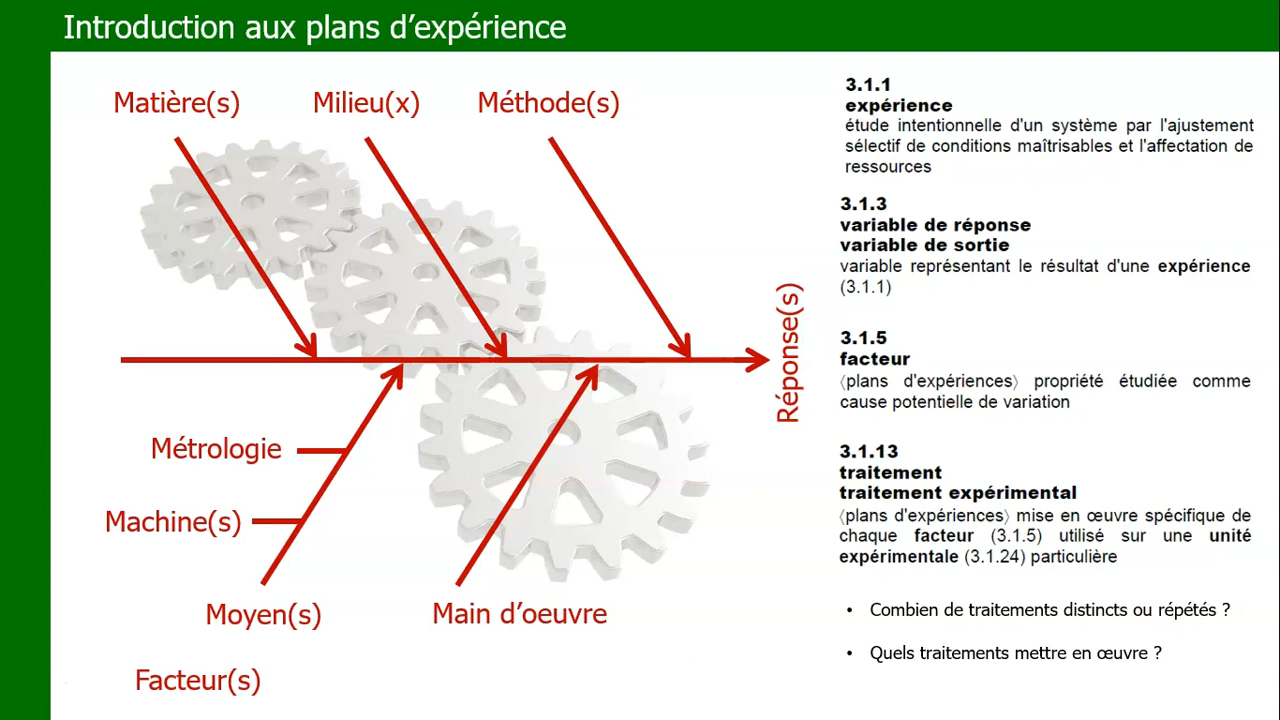 Introduction aux plans d’expérience
Matière(s)
Milieu(x)
Méthode(s)
Réponse(s)
Métrologie
Machine(s)
Moyen(s)
Main d’oeuvre
Facteur(s)
3.1.1
expérience
étude intentionnelle d'un système par l'ajustement
sélectif de conditions maîtrisables et l'affectation de
ressources
3.1.3
variable de réponse
variable de sortie
variable représentant le résultat d'une expérience
(3.1.1)
3.1.5
facteur
〈plans d'expériences〉 propriété étudiée comme
cause potentielle de variation
3.1.13
traitement
traitement expérimental
〈plans d'expériences〉 mise en œuvre spécifique de
chaque facteur (3.1.5) utilisé sur une unité
expérimentale (3.1.24) particulière
• Combien de traitements distincts ou répétés ?
• Quels traitements mettre en œuvre ?